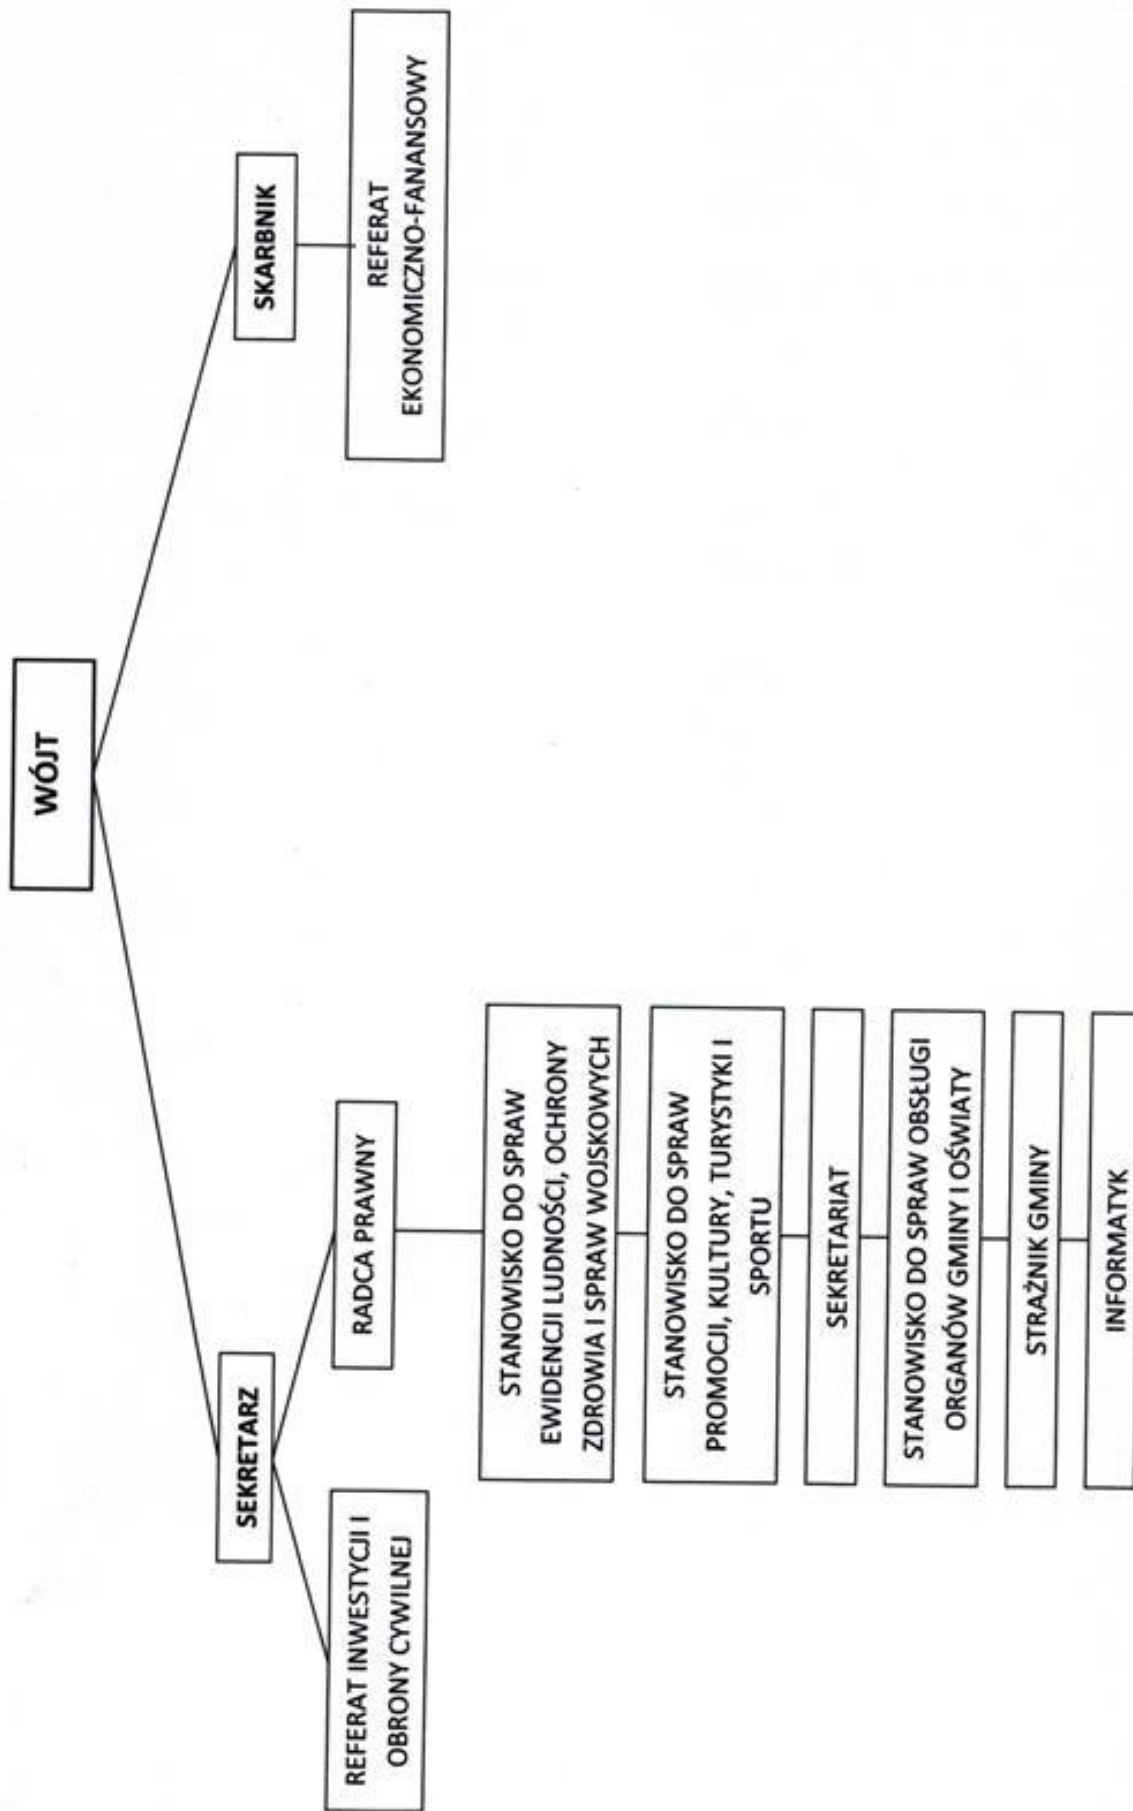 WÓJT
SEKRETARZ
SKARBNIK
REFERAT INWESTYCJI I
OBRONY CYWILNEJ
RADCA PRAWNY
REFERAT
EKONOMICZNO-FANANSOWY
STANOWISKO DO SPRAW
EWIDENCJI LUDNOŚCI, OCHRONY
ZDROWIA I SPRAW WOJSKOWYCH
STANOWISKO DO SPRAW
PROMOCJI, KULTURY, TURYSTYKI I
SPORTU
SEKRETARIAT
STANOWISKO DO SPRAW OBSŁUGI
ORGANÓW GMINY I OŚWIATY
STRAŻNIK GMINY
INFORMATYK